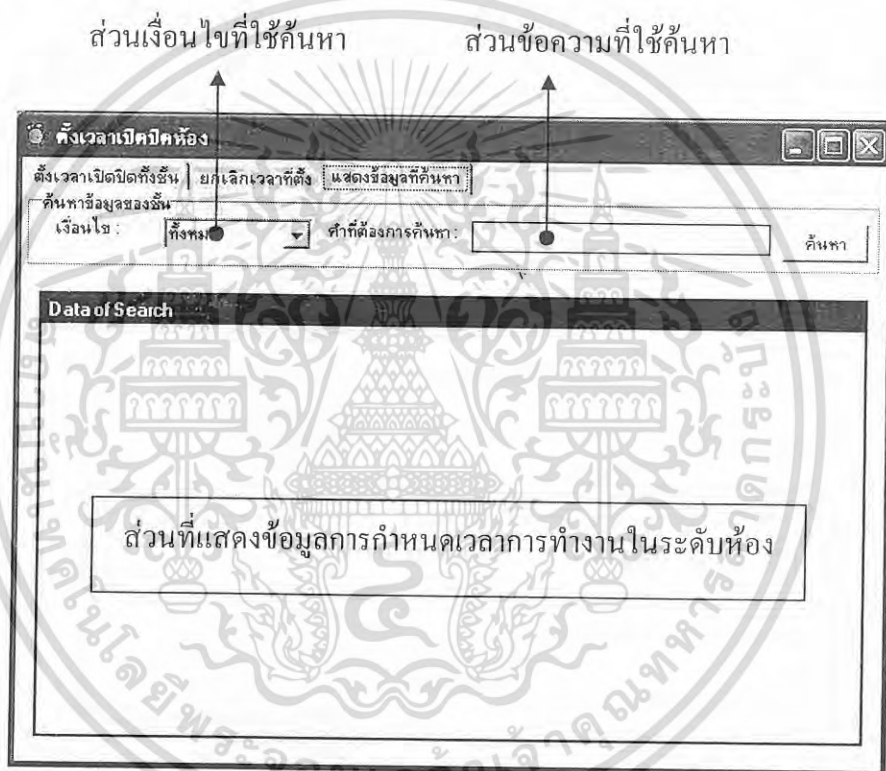 ส่วนเงื่อนไขที่ใช้ค้นหา ส่วนข้อความที่ใช้ค้นหา
ตั้งเวลาเปิดปิดห้อง
ตั้งเวลาเปิดปิดทั้งชั้น ยกเลิกเวลาที่ตั้ง แสดงข้อมูลที่ค้นหา
ค้นหาข้อมูลของชั้น
เงื่อนไข : ทั้งหม คำที่ต้องการค้นหา : ค้นหา
Data of Search
ส่วนที่แสดงข้อมูลการกำหนดเวลาการทำงานในระดับห้อง